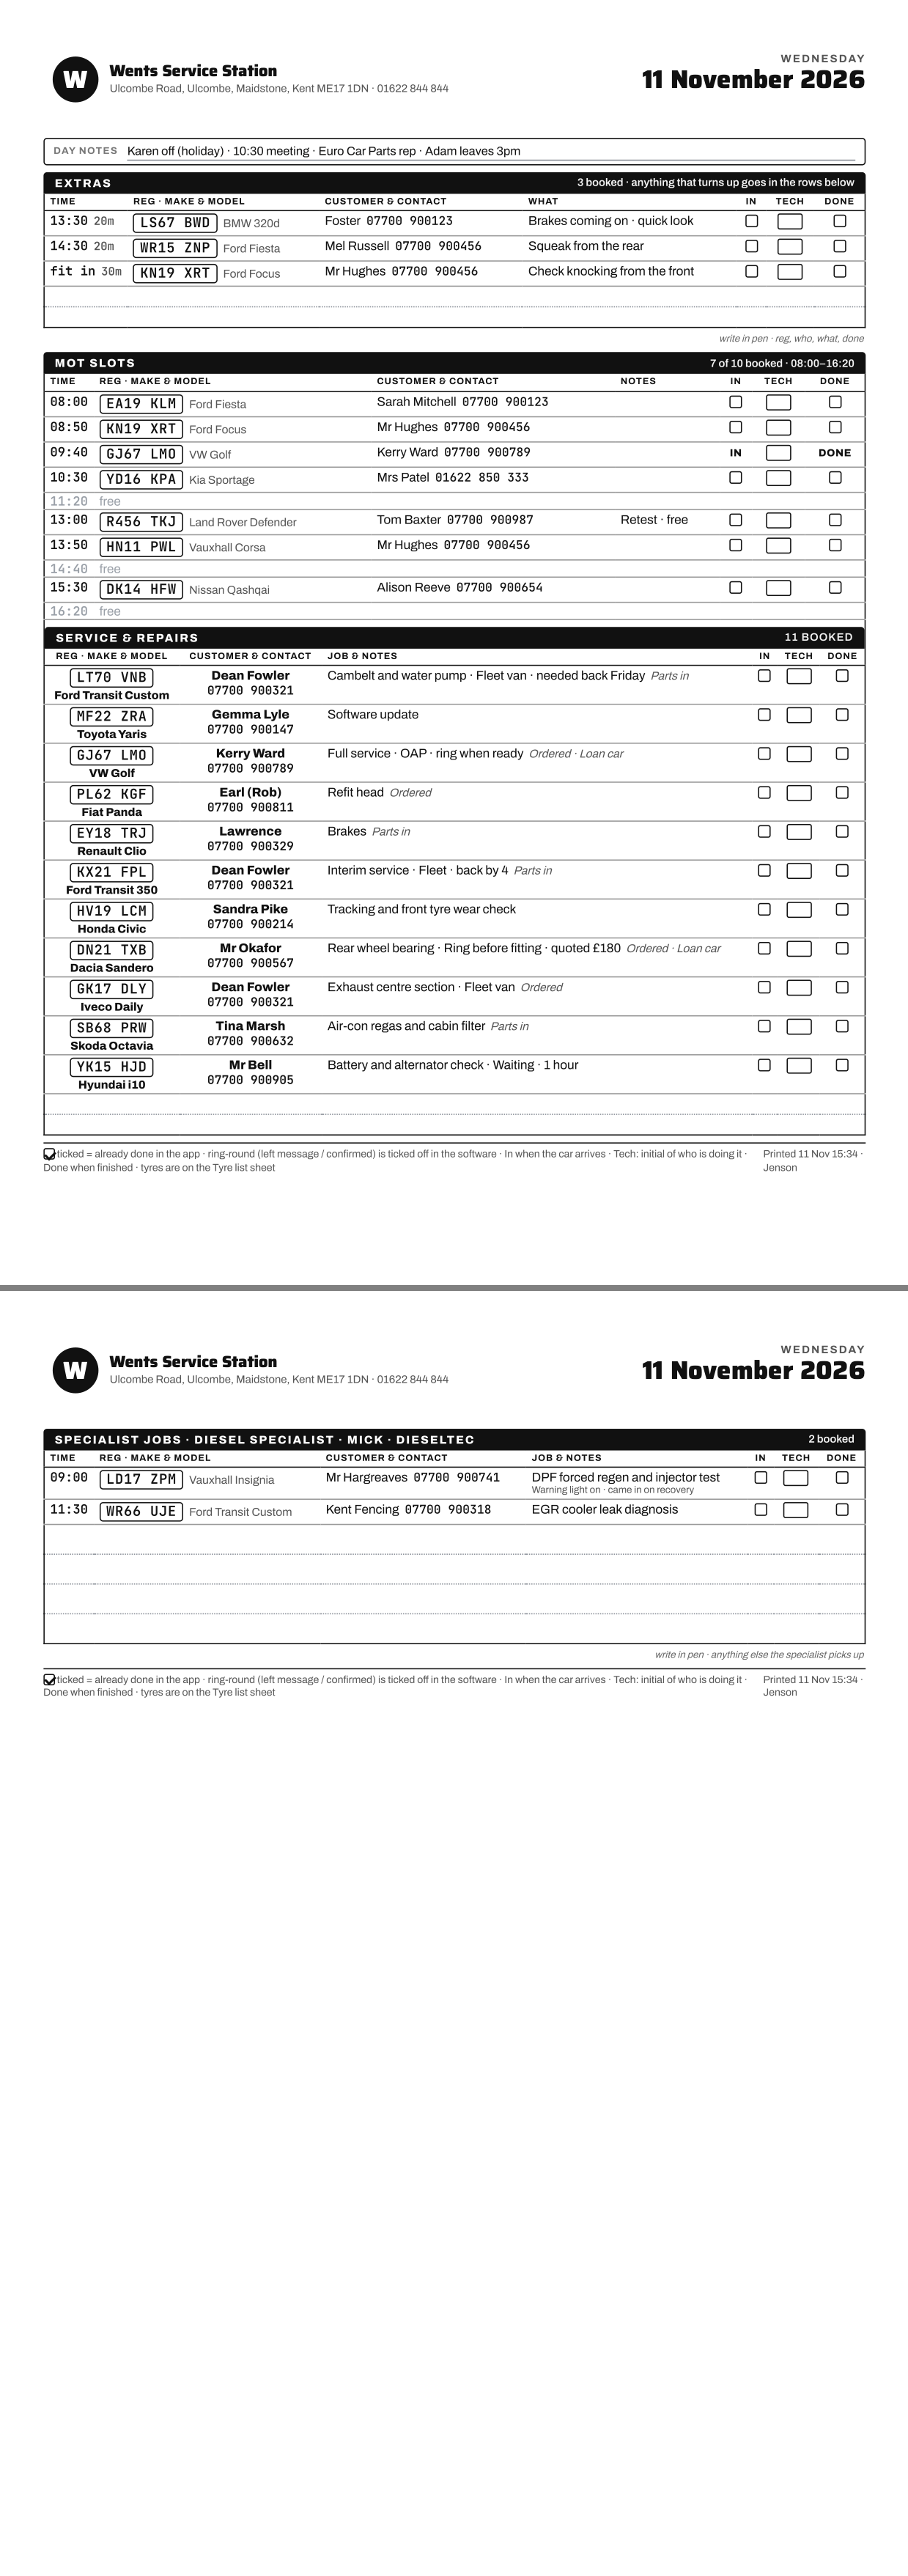 W
Wents Service Station
Ulcombe Road, Ulcombe, Maidstone, Kent ME17 1DN · 01622 844 844
WEDNESDAY
11 November 2026
DAY NOTES Karen off (holiday) · 10:30 meeting · Euro Car Parts rep · Adam leaves 3pm
EXTRAS 3 booked · anything that turns up goes in the rows below
TIME REG · MAKE & MODEL CUSTOMER & CONTACT WHAT IN TECH DONE
13:30 20m LS67 BWD BMW 320d Foster 07700 900123 Brakes coming on · quick look
14:30 20m WR15 ZNP Ford Fiesta Mel Russell 07700 900456 Squeak from the rear
fit in 30m KN19 XRT Ford Focus Mr Hughes 07700 900456 Check knocking from the front
write in pen · reg, who, what, done
MOT SLOTS 7 of 10 booked · 08:00–16:20
TIME REG · MAKE & MODEL CUSTOMER & CONTACT NOTES IN TECH DONE
08:00 EA19 KLM Ford Fiesta Sarah Mitchell 07700 900123
08:50 KN19 XRT Ford Focus Mr Hughes 07700 900456
09:40 GJ67 LMO VW Golf Kerry Ward 07700 900789 IN DONE
10:30 YD16 KPA Kia Sportage Mrs Patel 01622 850 333
11:20 free
13:00 R456 TKJ Land Rover Defender Tom Baxter 07700 900987 Retest · free
13:50 HN11 PWL Vauxhall Corsa Mr Hughes 07700 900456
14:40 free
15:30 DK14 HFW Nissan Qashqai Alison Reeve 07700 900654
16:20 free
SERVICE & REPAIRS 11 BOOKED
REG · MAKE & MODEL CUSTOMER & CONTACT JOB & NOTES IN TECH DONE
LT70 VNB Dean Fowler Cambelt and water pump · Fleet van · needed back Friday Parts in
Ford Transit Custom 07700 900321
MF22 ZRA Gemma Lyle Software update
Toyota Yaris 07700 900147
GJ67 LMO Kerry Ward Full service · OAP · ring when ready Ordered · Loan car
VW Golf 07700 900789
PL62 KGF Earl (Rob) Refit head Ordered
Fiat Panda 07700 900811
EY18 TRJ Lawrence Brakes Parts in
Renault Clio 07700 900329
KX21 FPL Dean Fowler Interim service · Fleet · back by 4 Parts in
Ford Transit 350 07700 900321
HV19 LCM Sandra Pike Tracking and front tyre wear check
Honda Civic 07700 900214
DN21 TXB Mr Okafor Rear wheel bearing · Ring before fitting · quoted £180 Ordered · Loan car
Dacia Sandero 07700 900567
GK17 DLY Dean Fowler Exhaust centre section · Fleet van Ordered
Iveco Daily 07700 900321
SB68 PRW Tina Marsh Air-con regas and cabin filter Parts in
Skoda Octavia 07700 900632
YK15 HJD Mr Bell Battery and alternator check · Waiting · 1 hour
Hyundai i10 07700 900905
ticked = already done in the app · ring-round (left message / confirmed) is ticked off in the software · In when the car arrives · Tech: initial of who is doing it · Printed 11 Nov 15:34 ·
Done when finished · tyres are on the Tyre list sheet Jenson
W
Wents Service Station
Ulcombe Road, Ulcombe, Maidstone, Kent ME17 1DN · 01622 844 844
WEDNESDAY
11 November 2026
SPECIALIST JOBS · DIESEL SPECIALIST · MICK · DIESELTEC 2 booked
TIME REG · MAKE & MODEL CUSTOMER & CONTACT JOB & NOTES IN TECH DONE
09:00 LD17 ZPM Vauxhall Insignia Mr Hargreaves 07700 900741 DPF forced regen and injector test
Warning light on · came in on recovery
11:30 WR66 UJE Ford Transit Custom Kent Fencing 07700 900318 EGR cooler leak diagnosis
write in pen · anything else the specialist picks up
ticked = already done in the app · ring-round (left message / confirmed) is ticked off in the software · In when the car arrives · Tech: initial of who is doing it · Printed 11 Nov 15:34 ·
Done when finished · tyres are on the Tyre list sheet Jenson